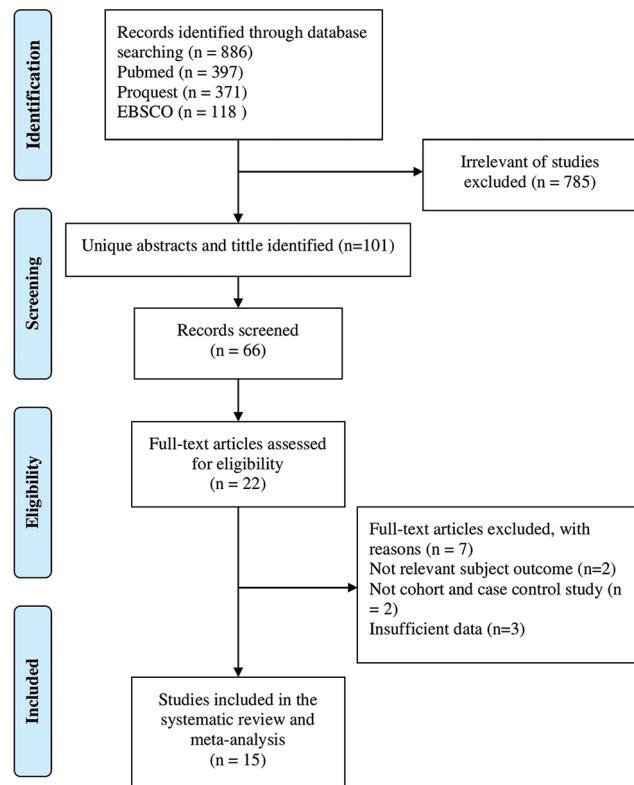 Identification
Records identified through database
searching (n = 886)
Pubmed (n = 397)
Proquest (n = 371)
EBSCO (n = 118 )
Irrelevant of studies
excluded (n = 785)
Screening
Unique abstracts and tittle identified (n=101)
Records screened
(n = 66)
Eligibility
Full-text articles assessed
for eligibility
(n = 22)
Full-text articles excluded, with
reasons (n = 7)
Not relevant subject outcome (n=2)
Not cohort and case control study (n
= 2)
Insufficient data (n=3)
Included
Studies included in the
systematic review and
meta-analysis
(n = 15)